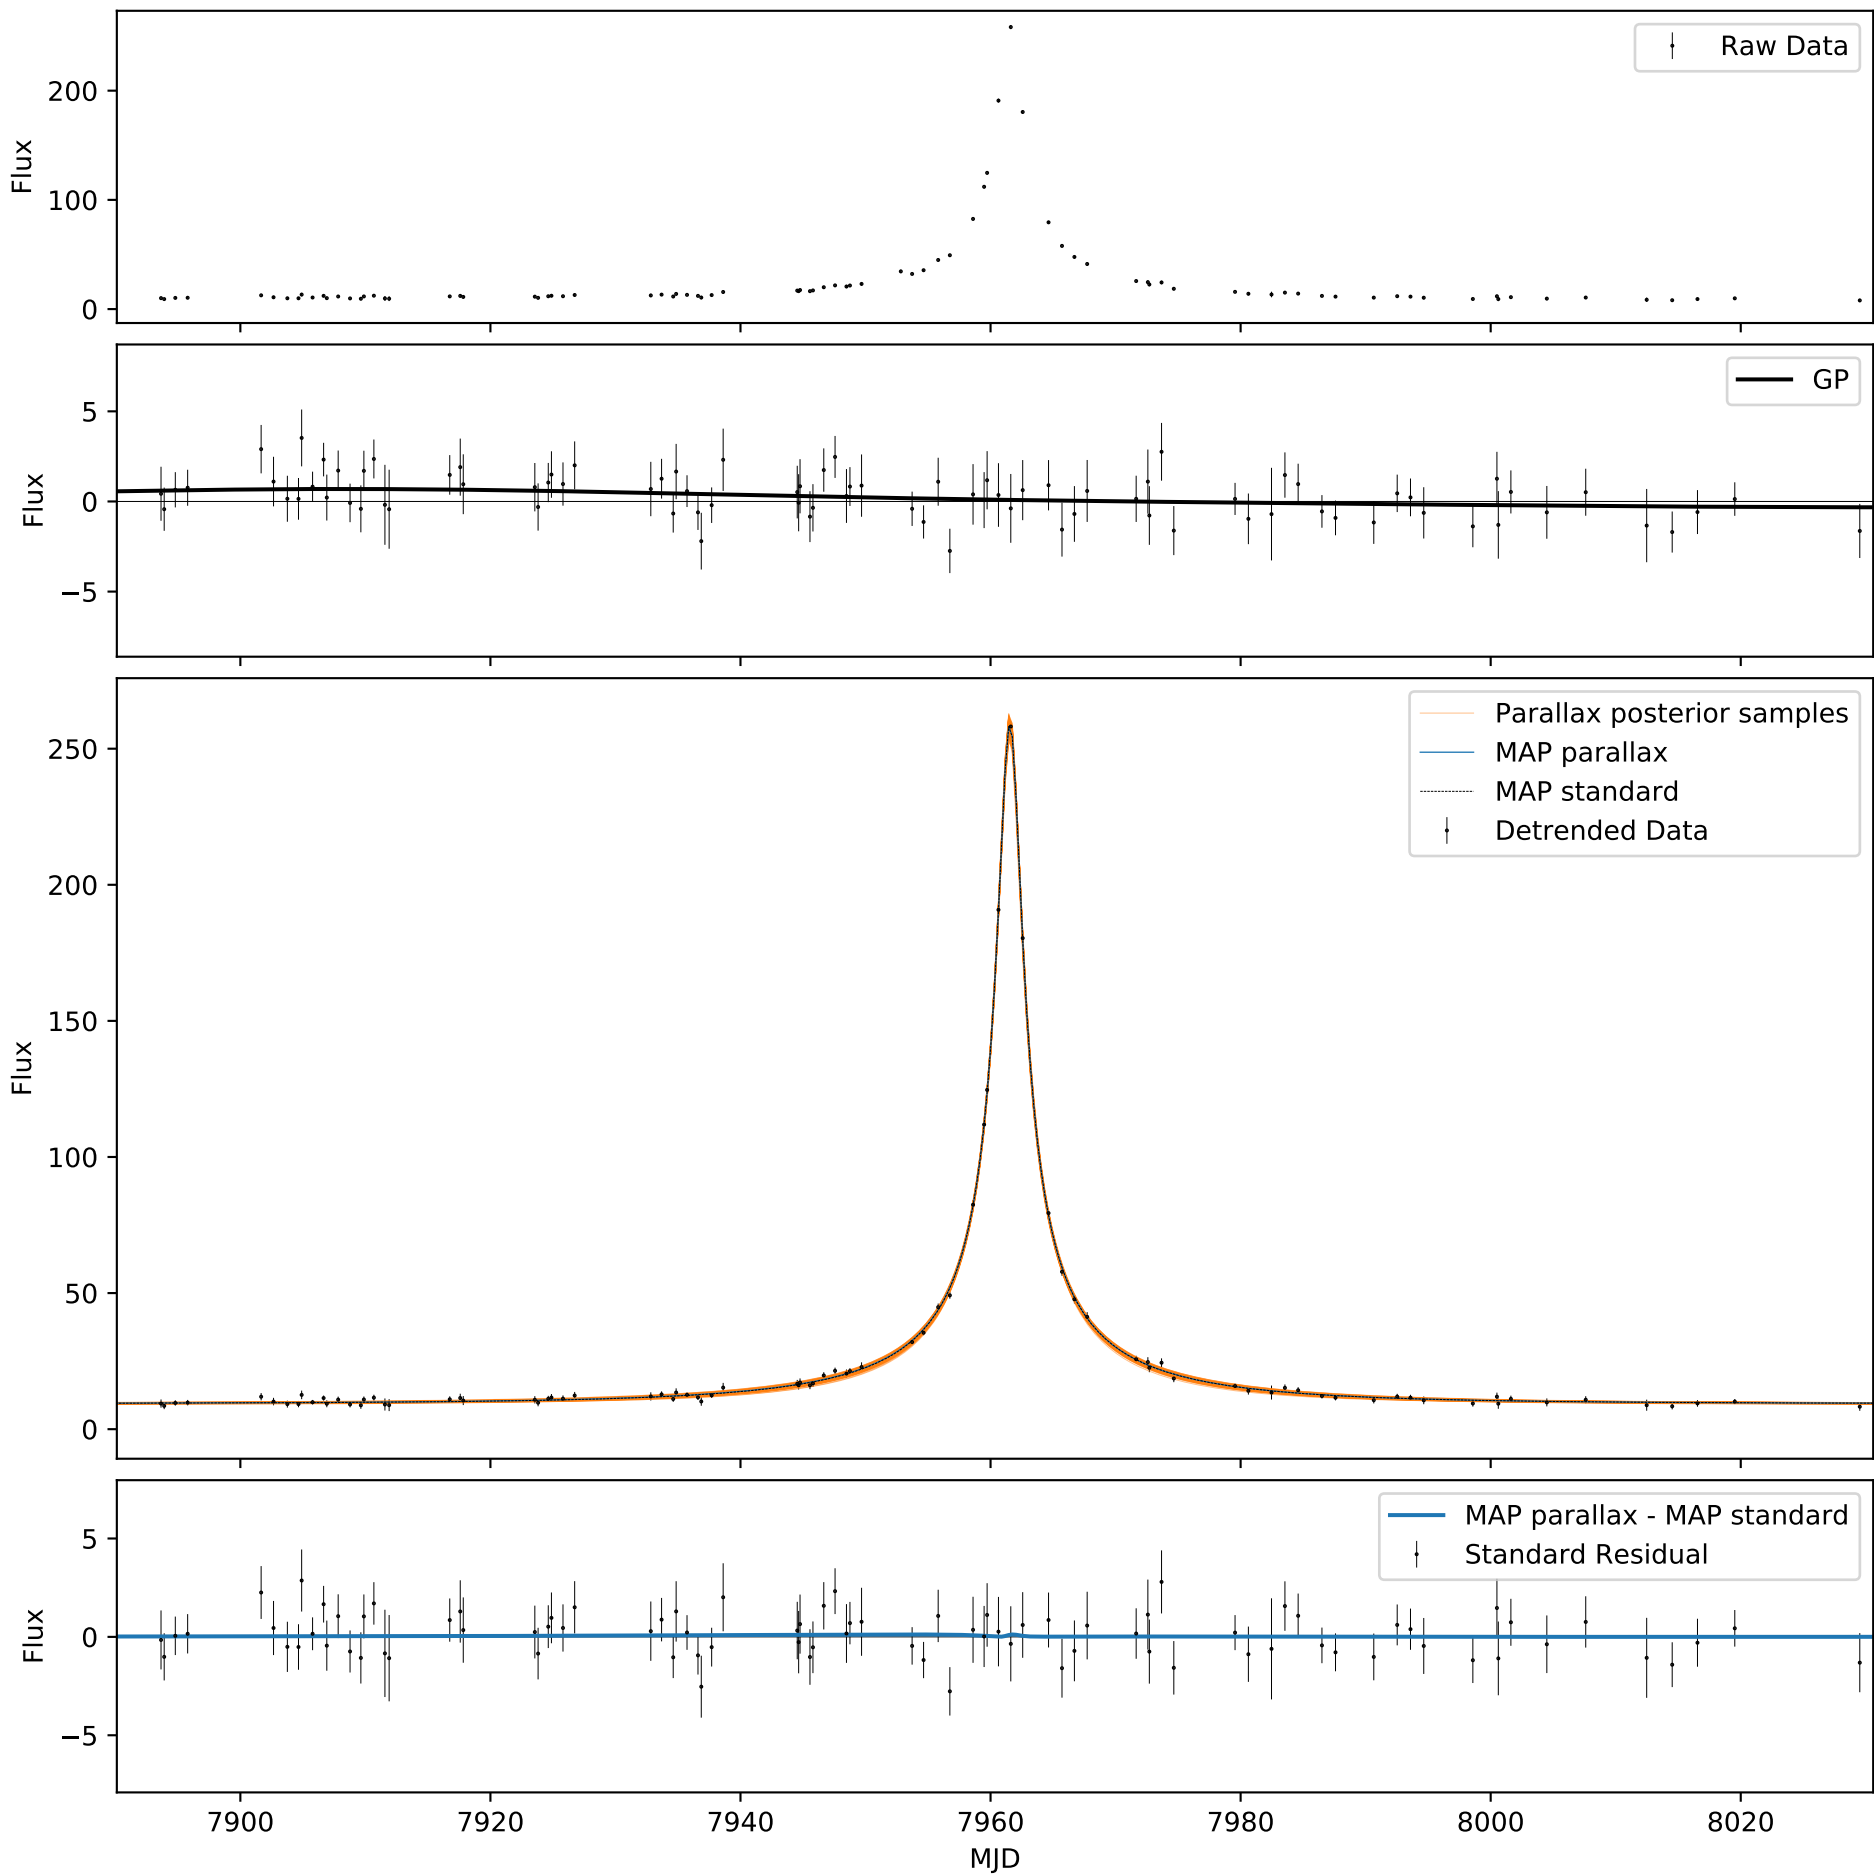 Raw Data
200
100
0
Flux
GP
5
0
−5
Flux
Parallax posterior samples
MAP parallax
MAP standard
Detrended Data
250
200
150
100
50
0
Flux
MAP parallax - MAP standard
Standard Residual
5
0
−5
Flux
7900 7920 7940 7960 7980 8000 8020
MJD